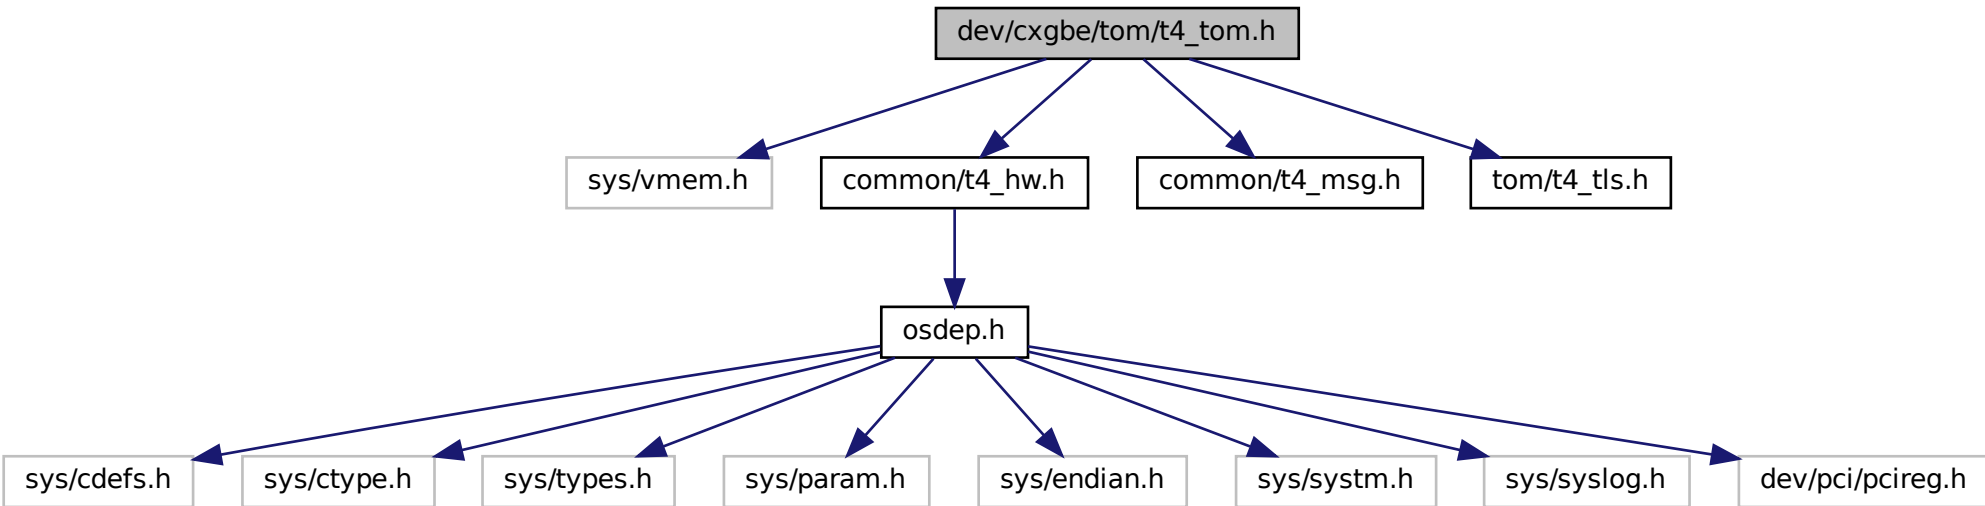 dev/cxgbe/tom/t4_tom.h
sys/vmem.h
common/t4_hw.h
common/t4_msg.h
tom/t4_tls.h
osdep.h
sys/cdefs.h
sys/ctype.h
sys/types.h
sys/param.h
sys/endian.h
sys/systm.h
sys/syslog.h
dev/pci/pcireg.h